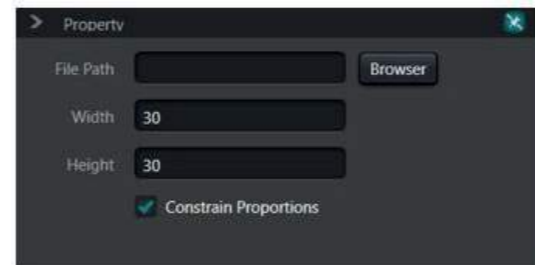 Property
File Path Browser
Width 30
Height 30
Constrain Proportions